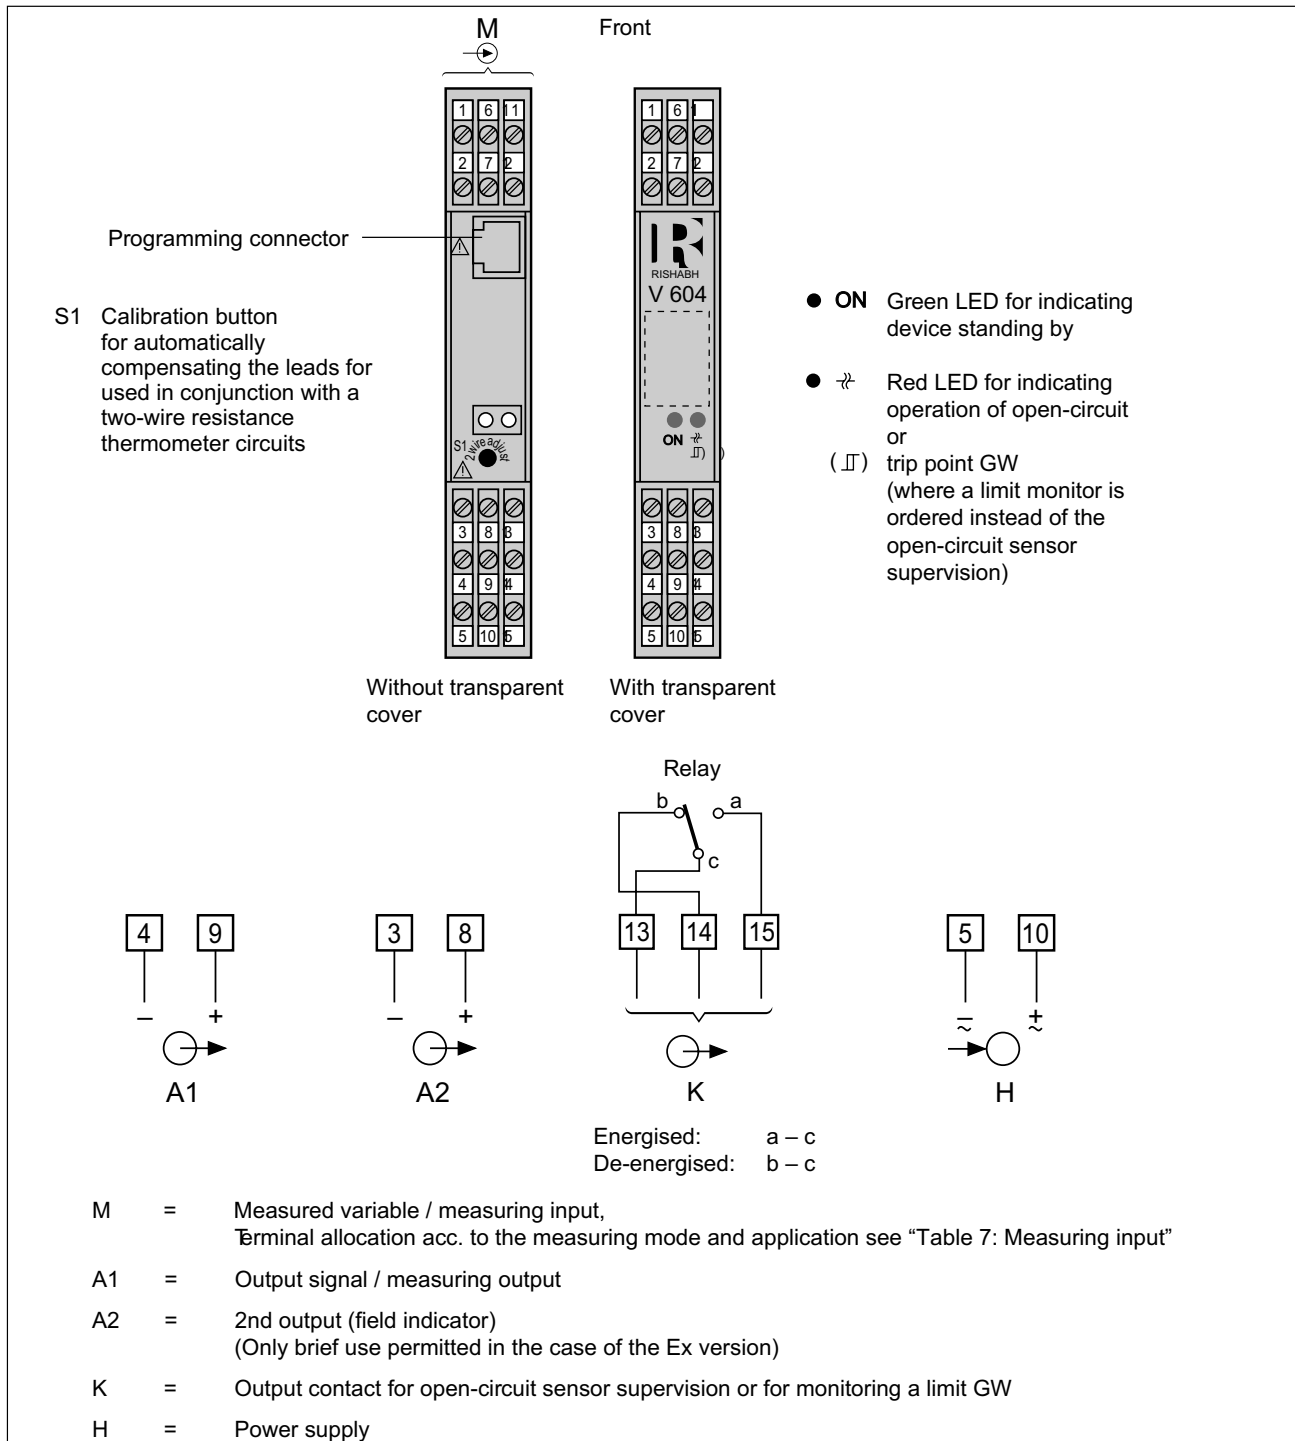 M
Front
1 6 11
2 7 2
1 6 1
2 7 2
Programming connector
RISHABH
V 604
S1 Calibration button
for automatically
compensating the leads for
used in conjunction with a
two-wire resistance
thermometer circuits
S1
2 wire adjust
ON
● ON Green LED for indicating
device standing by
● Red LED for indicating
operation of open-circuit
or
( ) trip point GW
(where a limit monitor is
ordered instead of the
open-circuit sensor
supervision)
3 8 3
4 9 4
5 10 5
3 8 3
4 9 4
5 10 5
Without transparent
cover
With transparent
cover
Relay
b a
c
4 9
– +
A1
3 8
– +
A2
13 14 15
K
5 10
– +
~ ~
H
Energised: a – c
De-energised: b – c
M = Measured variable / measuring input,
Terminal allocation acc. to the measuring mode and application see “Table 7: Measuring input”
A1 = Output signal / measuring output
A2 = 2nd output (field indicator)
(Only brief use permitted in the case of the Ex version)
K = Output contact for open-circuit sensor supervision or for monitoring a limit GW
H = Power supply